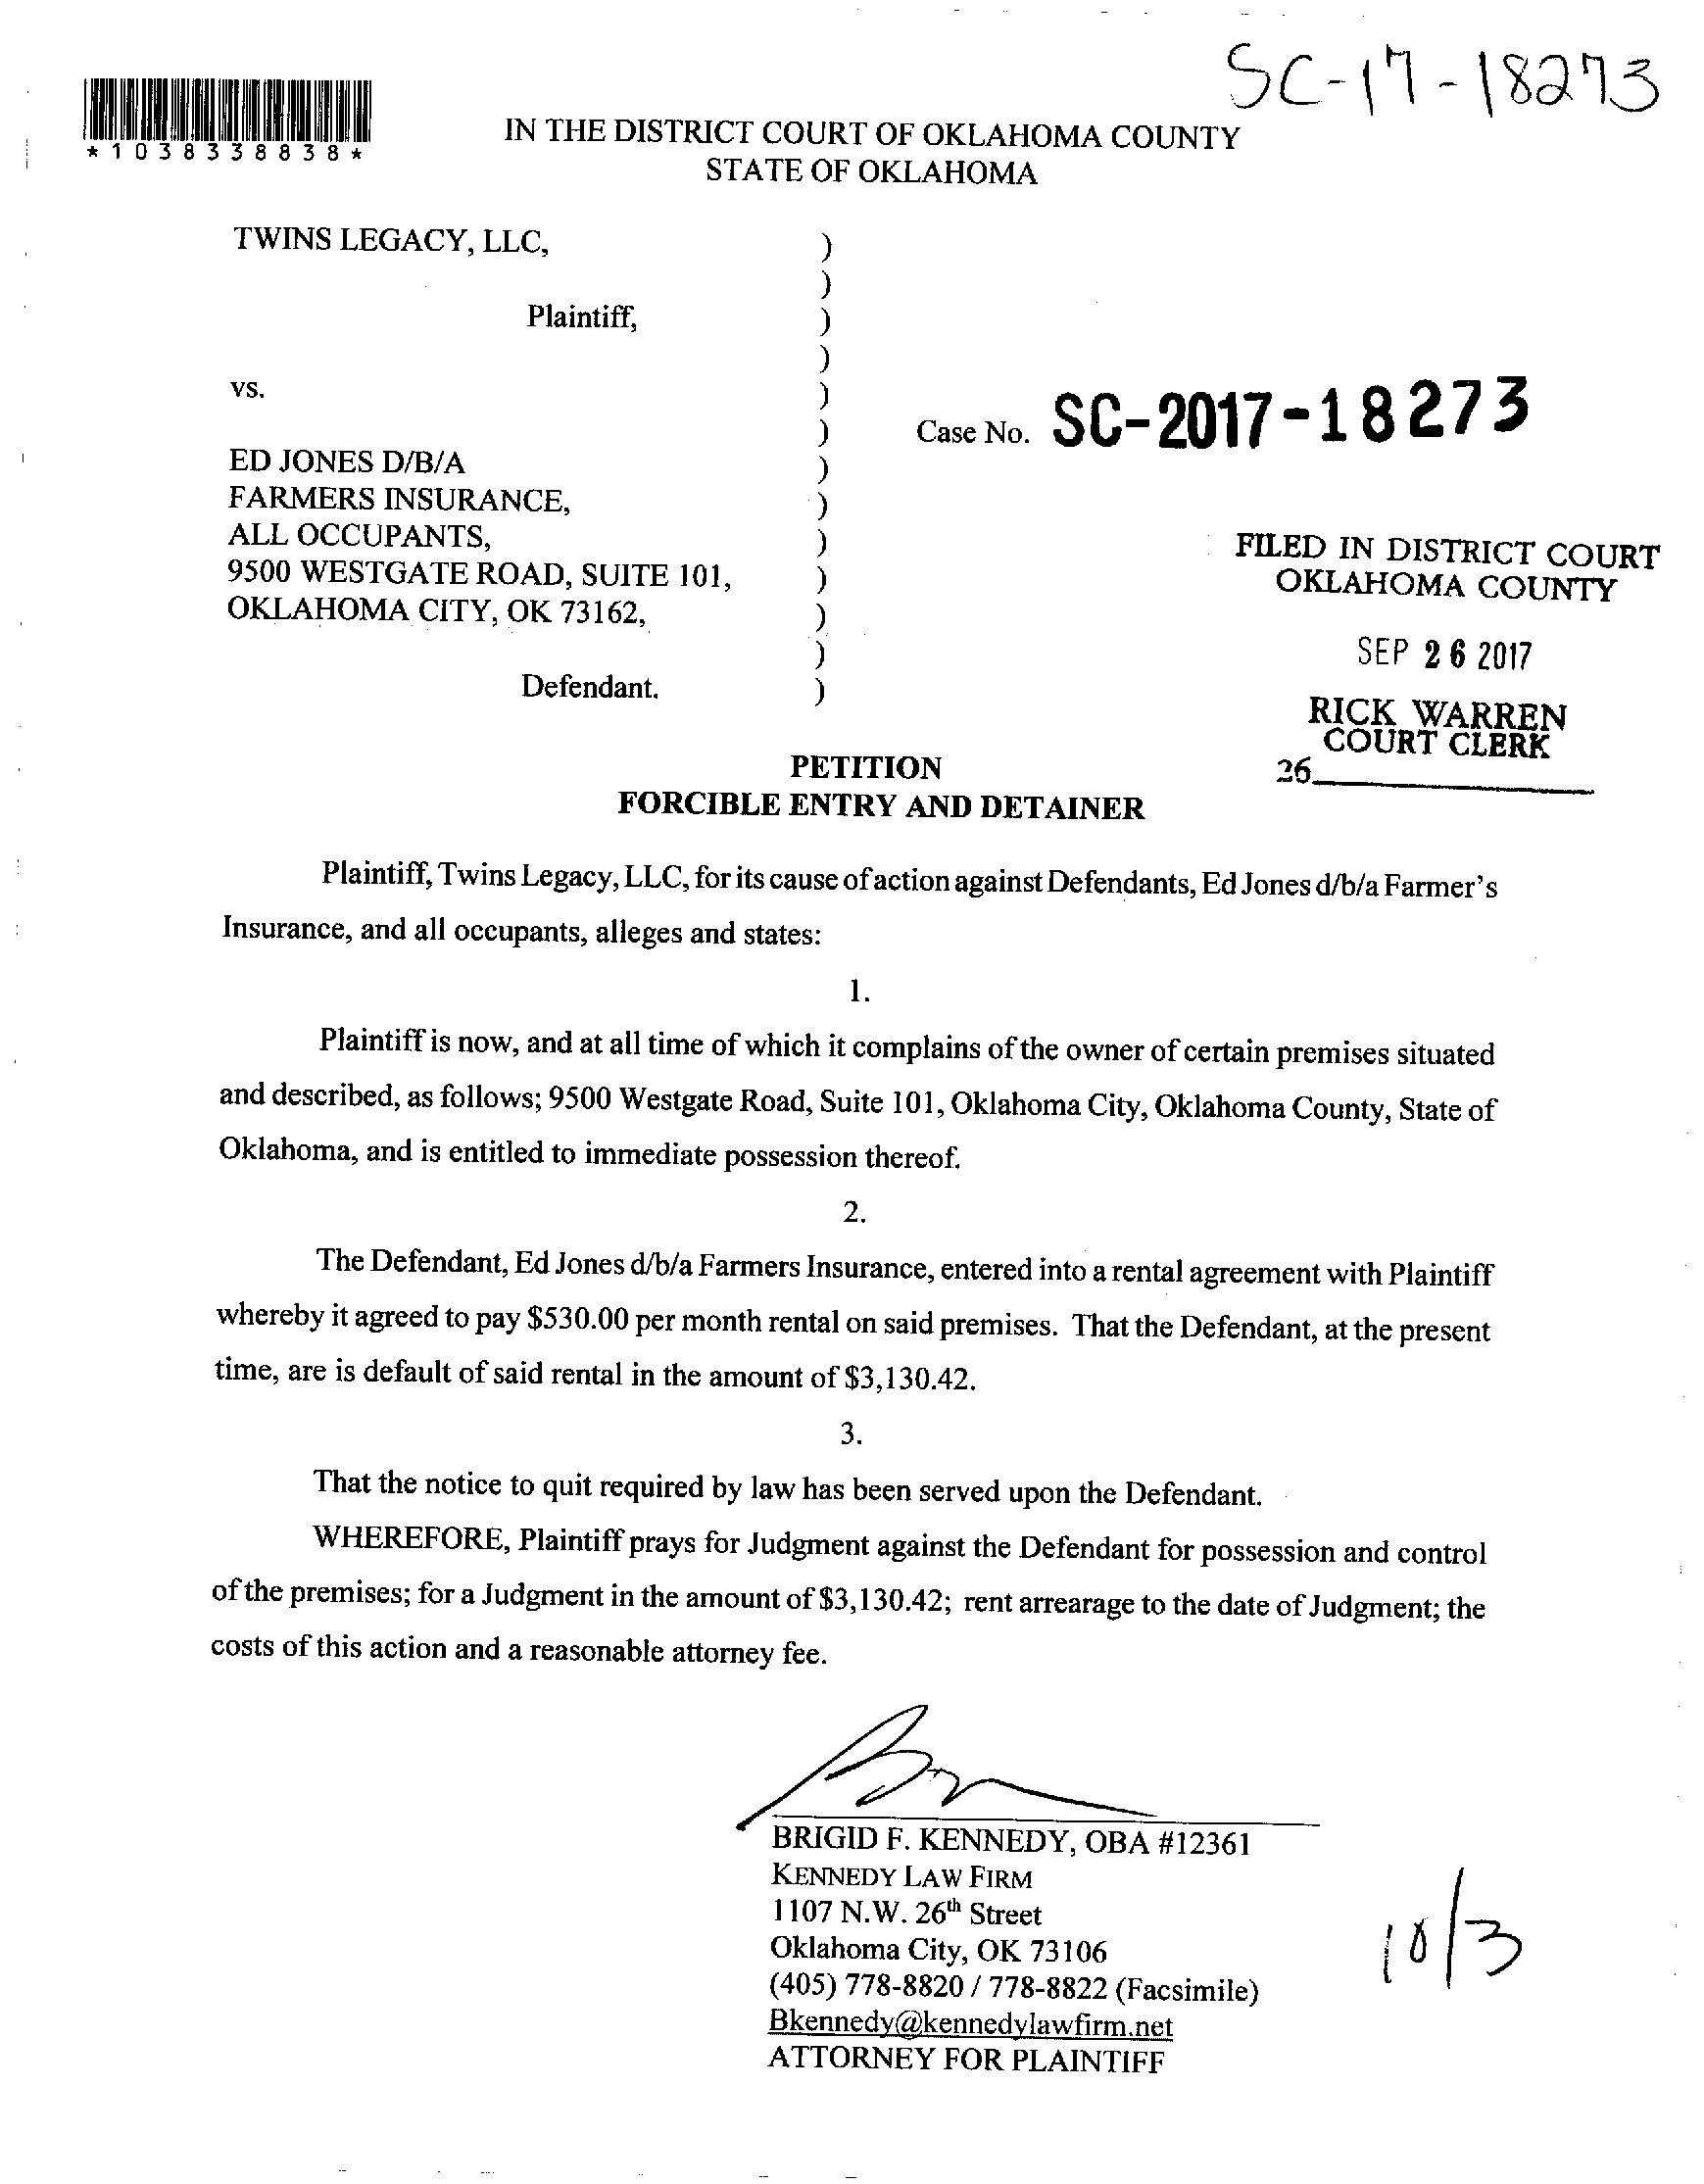 SC-17-18273
*1038338838*
IN THE DISTRICT COURT OF OKLAHOMA COUNTY
STATE OF OKLAHOMA
TWINS LEGACY, LLC, )
)
Plaintiff, )
)
vs. )
) Case No. SC-2017-18273
ED JONES D/B/A )
FARMERS INSURANCE, )
ALL OCCUPANTS, )
9500 WESTGATE ROAD, SUITE 101, )
OKLAHOMA CITY, OK 73162, )
)
Defendant. )
FILED IN DISTRICT COURT
OKLAHOMA COUNTY
SEP 26 2017
RICK WARREN
COURT CLERK
26
PETITION
FORCIBLE ENTRY AND DETAINER
Plaintiff, Twins Legacy, LLC, for its cause of action against Defendants, Ed Jones d/b/a Farmer's
Insurance, and all occupants, alleges and states:
1.
Plaintiff is now, and at all time of which it complains of the owner of certain premises situated
and described, as follows; 9500 Westgate Road, Suite 101, Oklahoma City, Oklahoma County, State of
Oklahoma, and is entitled to immediate possession thereof.
2.
The Defendant, Ed Jones d/b/a Farmers Insurance, entered into a rental agreement with Plaintiff
whereby it agreed to pay $530.00 per month rental on said premises. That the Defendant, at the present
time, are is default of said rental in the amount of $3,130.42.
3.
That the notice to quit required by law has been served upon the Defendant.
WHEREFORE, Plaintiff prays for Judgment against the Defendant for possession and control
of the premises; for a Judgment in the amount of $3,130.42; rent arrearage to the date of Judgment; the
costs of this action and a reasonable attorney fee.
BRIGID F. KENNEDY, OBA #12361
KENNEDY LAW FIRM
1107 N.W. 26th Street
Oklahoma City, OK 73106
(405) 778-8820 / 778-8822 (Facsimile)
Bkennedy@kennedylawfirm.net
ATTORNEY FOR PLAINTIFF
10/3